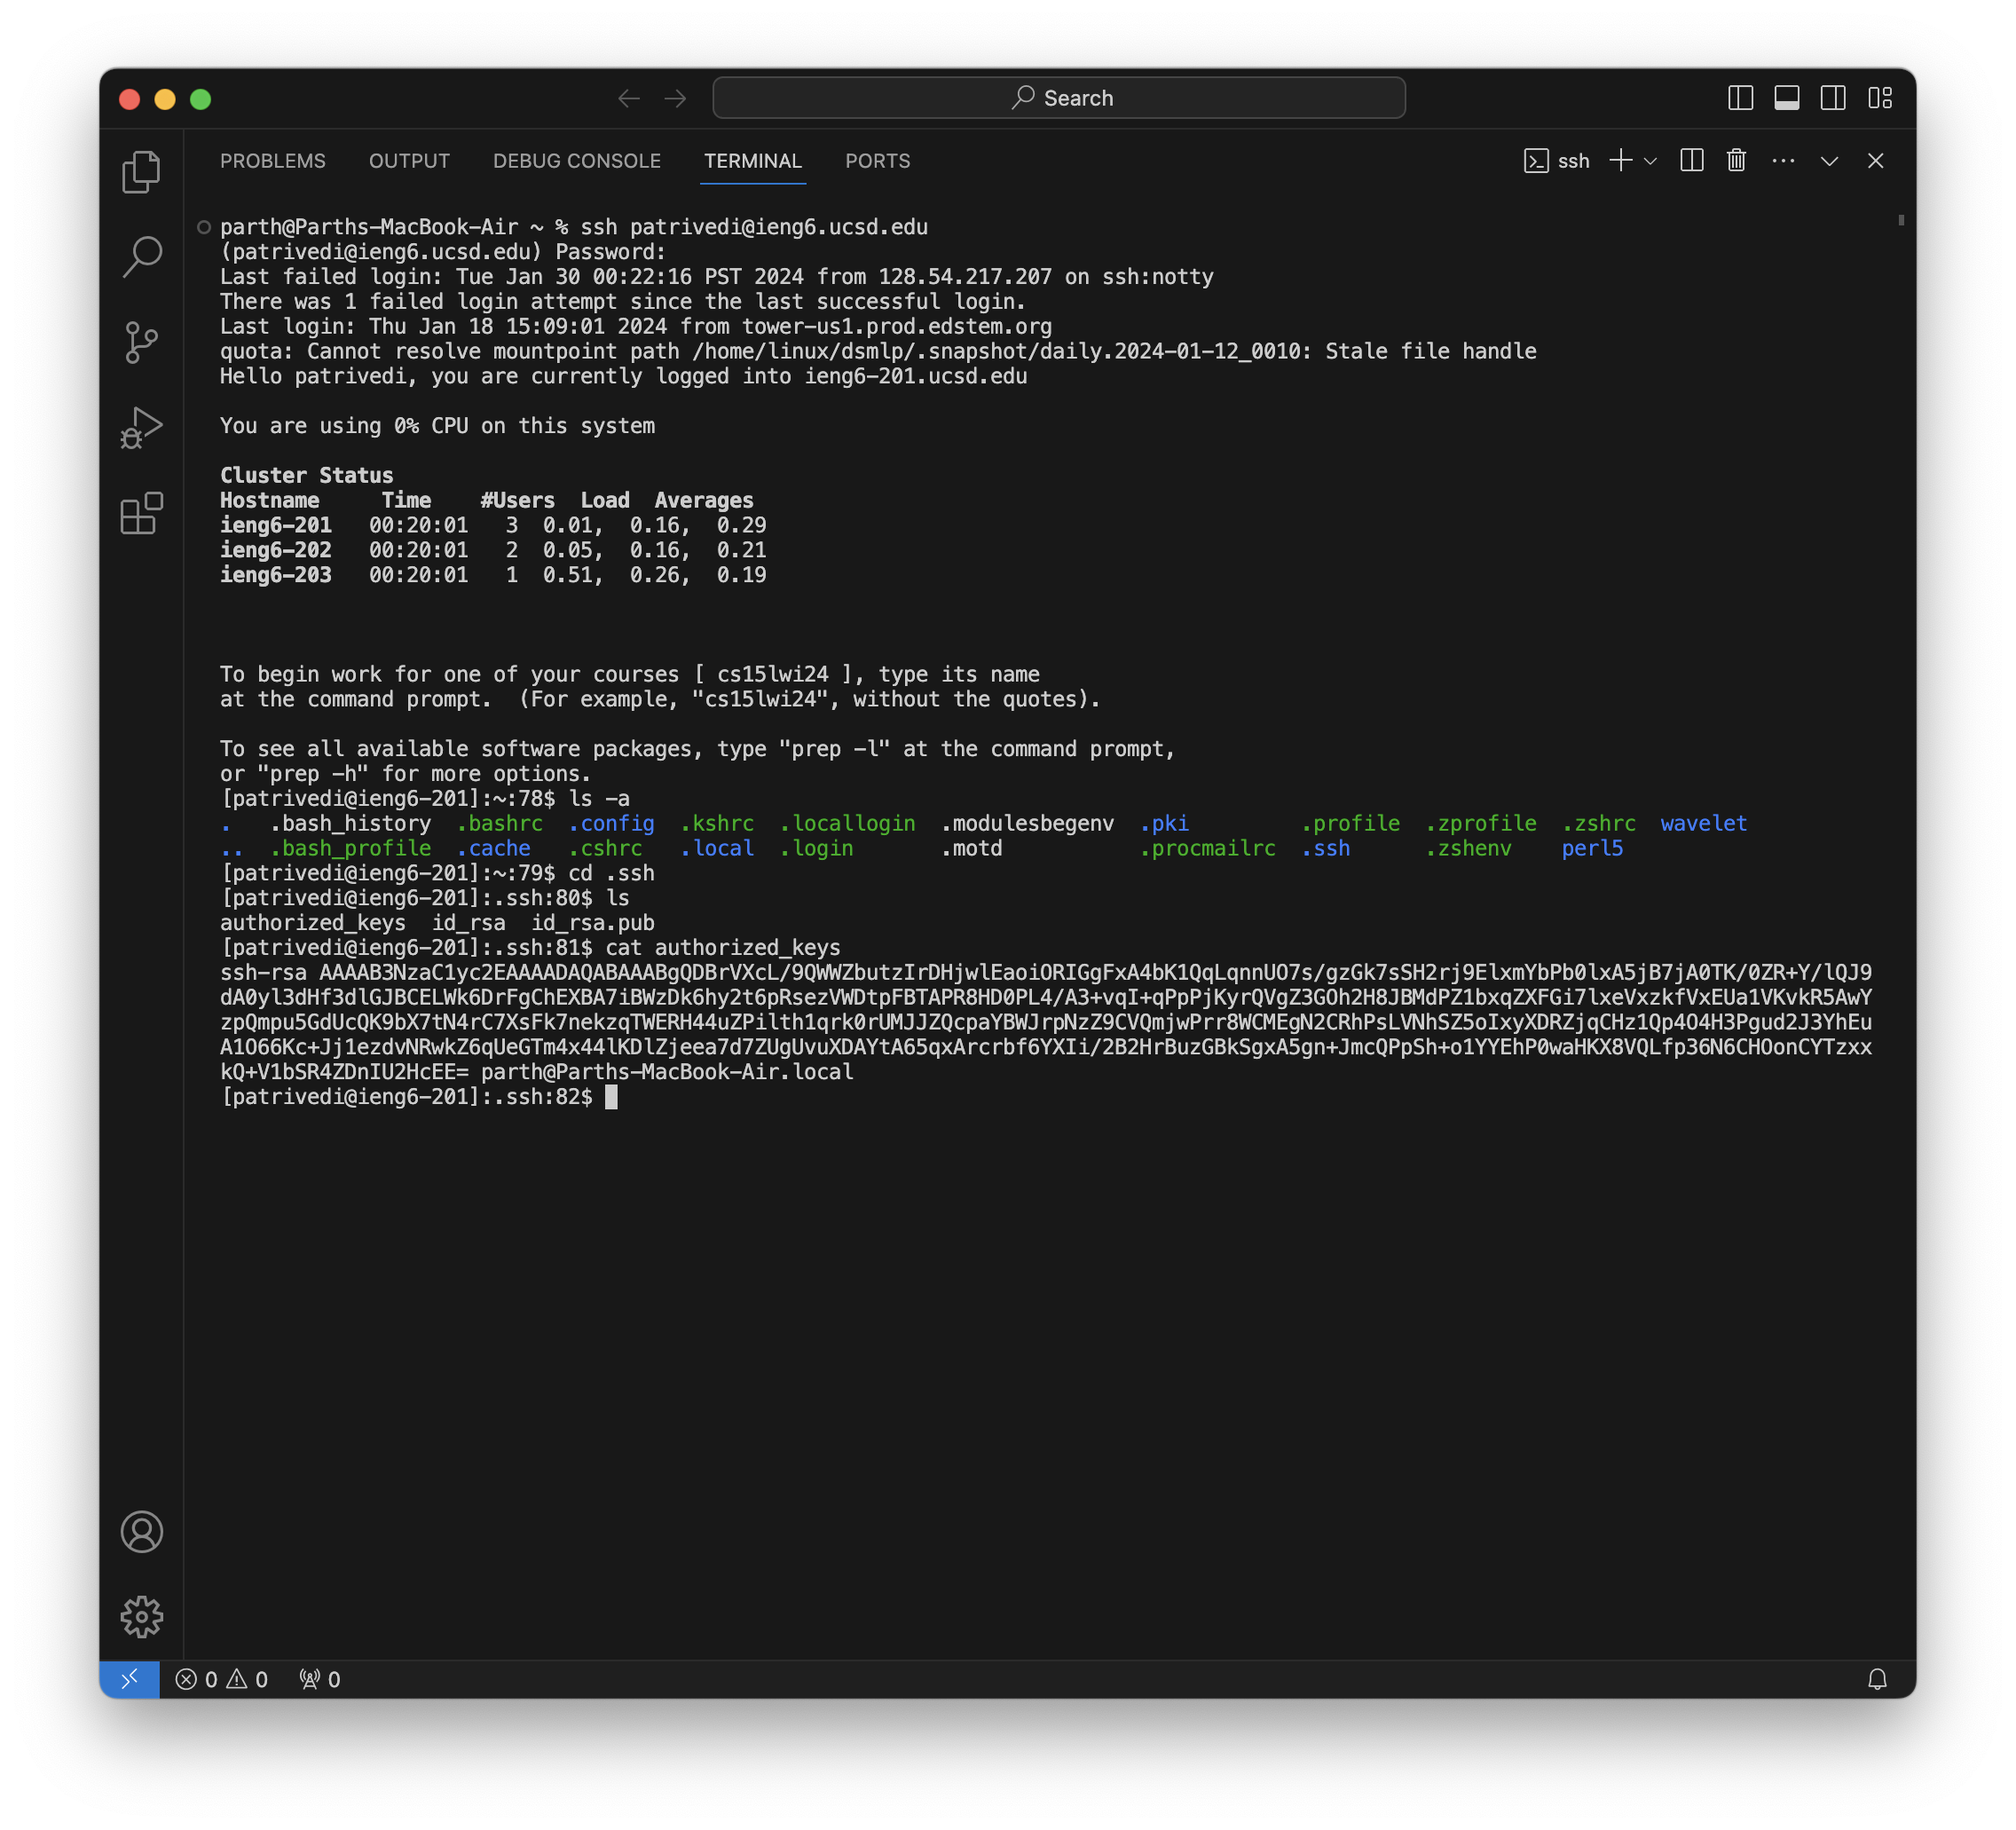 Search
PROBLEMS OUTPUT DEBUG CONSOLE TERMINAL PORTS ssh
parth@Parths-MacBook-Air ~ % ssh patrivedi@ieng6.ucsd.edu
(patrivedi@ieng6.ucsd.edu) Password:
Last failed login: Tue Jan 30 00:22:16 PST 2024 from 128.54.217.207 on ssh:notty
There was 1 failed login attempt since the last successful login.
Last login: Thu Jan 18 15:09:01 2024 from tower-us1.prod.edstem.org
quota: Cannot resolve mountpoint path /home/linux/dsmlp/.snapshot/daily.2024-01-12_0010: Stale file handle
Hello patrivedi, you are currently logged into ieng6-201.ucsd.edu
You are using 0% CPU on this system
Cluster Status
Hostname Time #Users Load Averages
ieng6-201 00:20:01 3 0.01, 0.16, 0.29
ieng6-202 00:20:01 2 0.05, 0.16, 0.21
ieng6-203 00:20:01 1 0.51, 0.26, 0.19
To begin work for one of your courses [ cs15lwi24 ], type its name
at the command prompt. (For example, "cs15lwi24", without the quotes).
To see all available software packages, type "prep -l" at the command prompt,
or "prep -h" for more options.
[patrivedi@ieng6-201]:~:78$ ls -a
. .bash_history .bashrc .config .kshrc .locallogin .modulesbegenv .pki .profile .zprofile .zshrc wavelet
.. .bash_profile .cache .cshrc .local .login .motd .procmailrc .ssh .zshenv perl5
[patrivedi@ieng6-201]:~:79$ cd .ssh
[patrivedi@ieng6-201]:.ssh:80$ ls
authorized_keys id_rsa id_rsa.pub
[patrivedi@ieng6-201]:.ssh:81$ cat authorized_keys
ssh-rsa AAAAB3NzaC1yc2EAAAADAQABAAABgQDBrVXcL/9QWWZbutzIrDHjwlEaoiORIGgFxA4bK1QqLqnnUO7s/gzGk7sSH2rj9ElxmYbPb0lxA5jB7jA0TK/0ZR+Y/lQJ9
dA0yl3dHf3dlGJBCELWk6DrFgChEXBA7iBWzDk6hy2t6pRsezVWDtpFBTAPR8HD0PL4/A3+vqI+qPpPjKyrQVgZ3GOh2H8JBMdPZ1bxqZXFGi7lxeVxzkfVxEUa1VKvkR5AwY
zpQmpu5GdUcQK9bX7tN4rC7XsFk7nekzqTWERH44uZPilth1qrk0rUMJJZQcpaYBWJrpNzZ9CVQmjwPrr8WCMEgN2CRhPsLVNhSZ5oIxyXDRZjqCHz1Qp4O4H3Pgud2J3YhEu
A1O66Kc+Jj1ezdvNRwkZ6qUeGTm4x44lKDlZjeea7d7ZUgUvuXDAYtA65qxArcrbf6YXIi/2B2HrBuzGBkSgxA5gn+JmcQPpSh+o1YYEhP0waHKX8VQLfp36N6CHOonCYTzxx
kQ+V1bSR4ZDnIU2HcEE= parth@Parths-MacBook-Air.local
[patrivedi@ieng6-201]:.ssh:82$
0 0 0